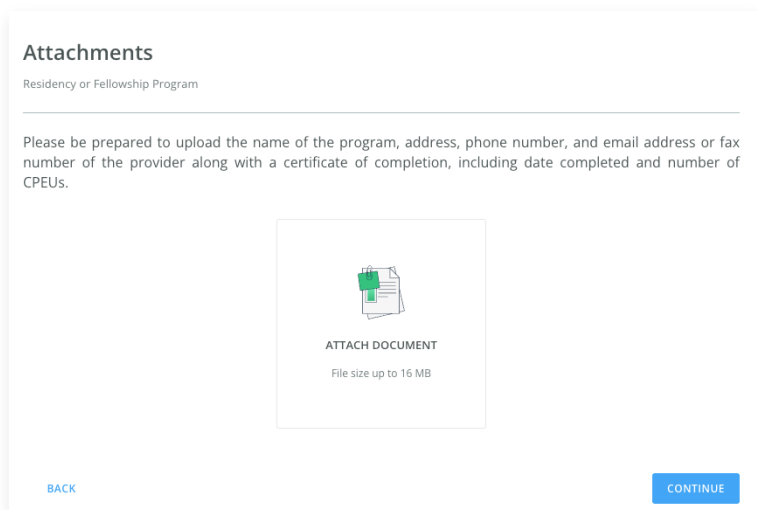 Attachments
Residency or Fellowship Program
Please be prepared to upload the name of the program, address, phone number, and email address or fax
number of the provider along with a certificate of completion, including date completed and number of
CPEUs.
ATTACH DOCUMENT
File size up to 16 MB
BACK
CONTINUE